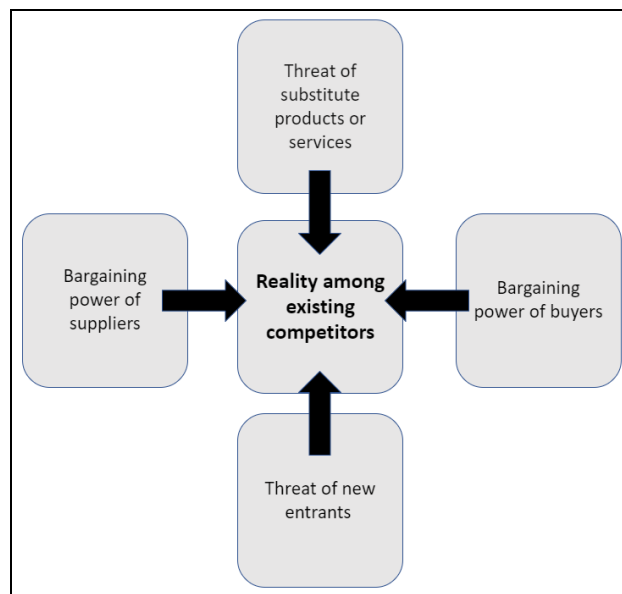 Threat of
substitute
products or
services
Bargaining
power of
suppliers
Reality among
existing
competitors
Bargaining
power of buyers
Threat of new
entrants